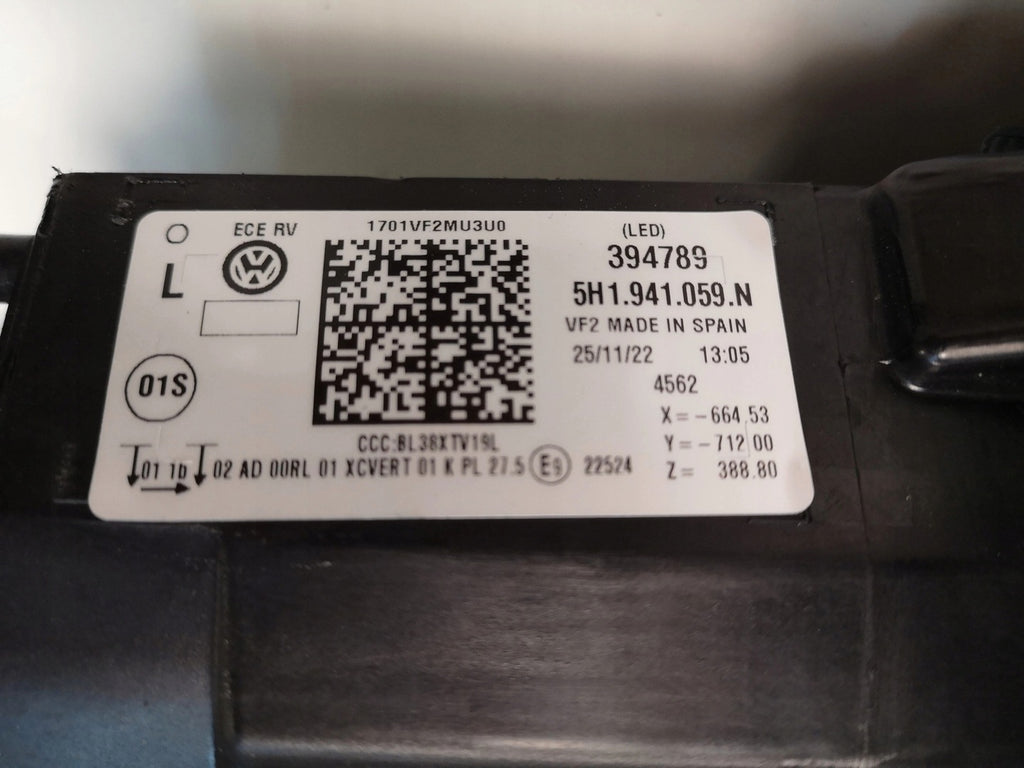 ECE RV
L
01S
1701VF2MU3U0
CCC:BL38XTV19L
(LED)
394789
5H1.941.059.N
VF2 MADE IN SPAIN
25/11/22 13:05
4562
X = -664,53
Y = -712 00
Z = 388.80
01 1b 02 AD 00RL 01 XCVERT 01 K PL 27.5 E9 22524